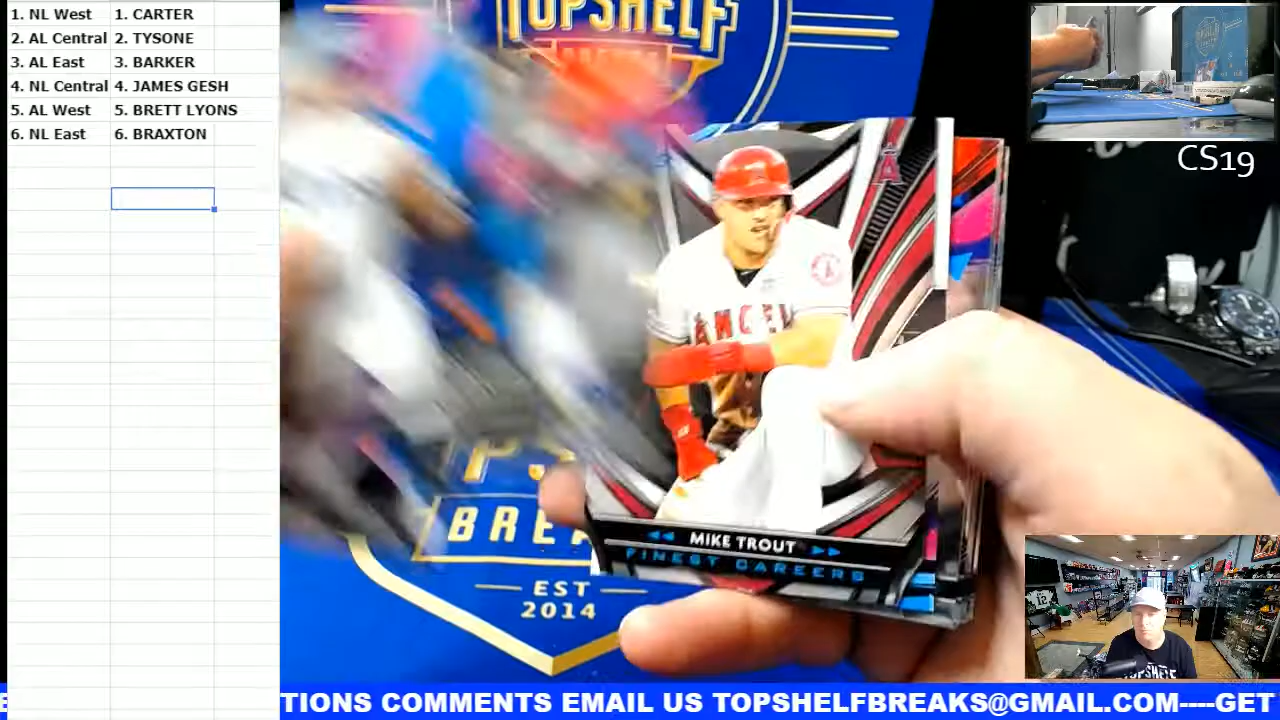 1. NL West 1. CARTER
2. AL Central 2. TYSONE
3. AL East 3. BARKER
4. NL Central 4. JAMES GESH
5. AL West 5. BRETT LYONS
6. NL East 6. BRAXTON
TOPSHELF
CS19
A
ANGEL
MIKE TROUT
FINEST CAREERS
BREA
EST
2014
TIONS COMMENTS EMAIL US TOPSHELFBREAKS@GMAIL.COM----GET